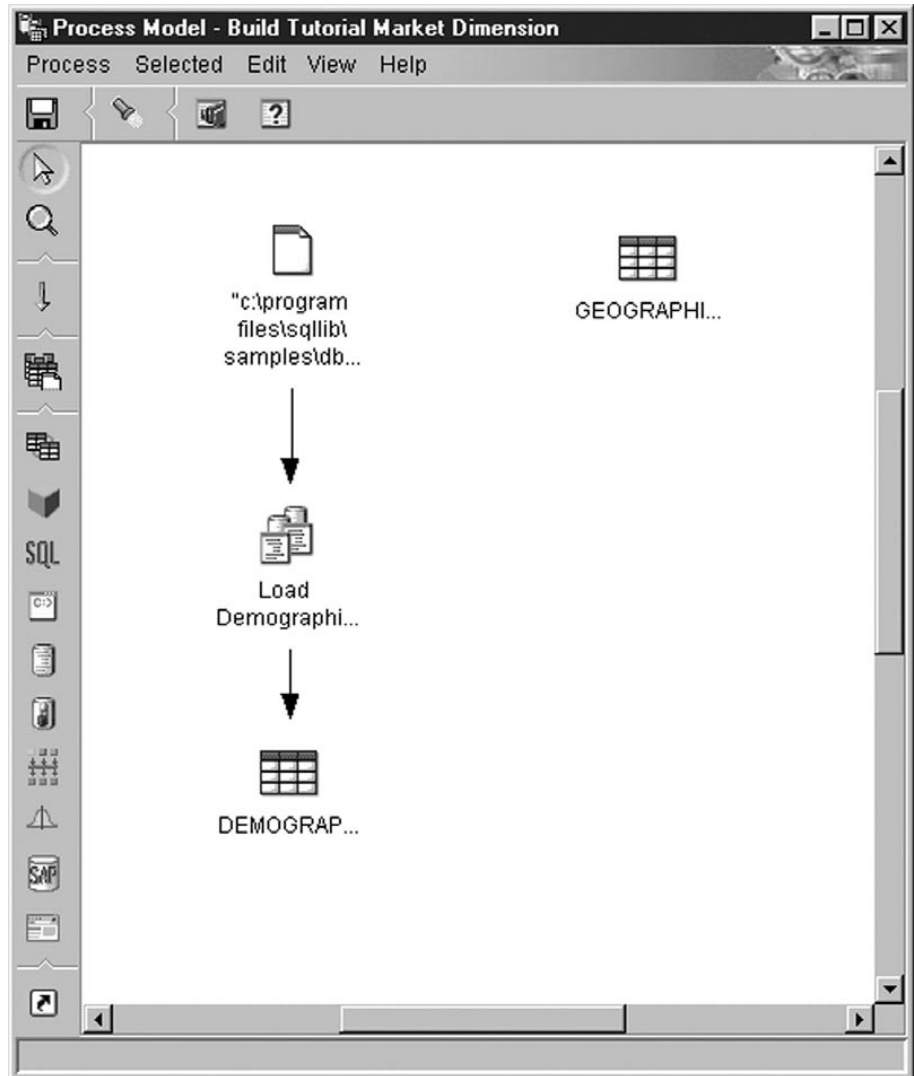 Process Model - Build Tutorial Market Dimension
Process Selected Edit View Help
?
"c:\program
files\sqllib\
samples\db...
GEOGRAPHI...
Load
Demographi...
DEMOGRAP...
SQL
C:>
SAP